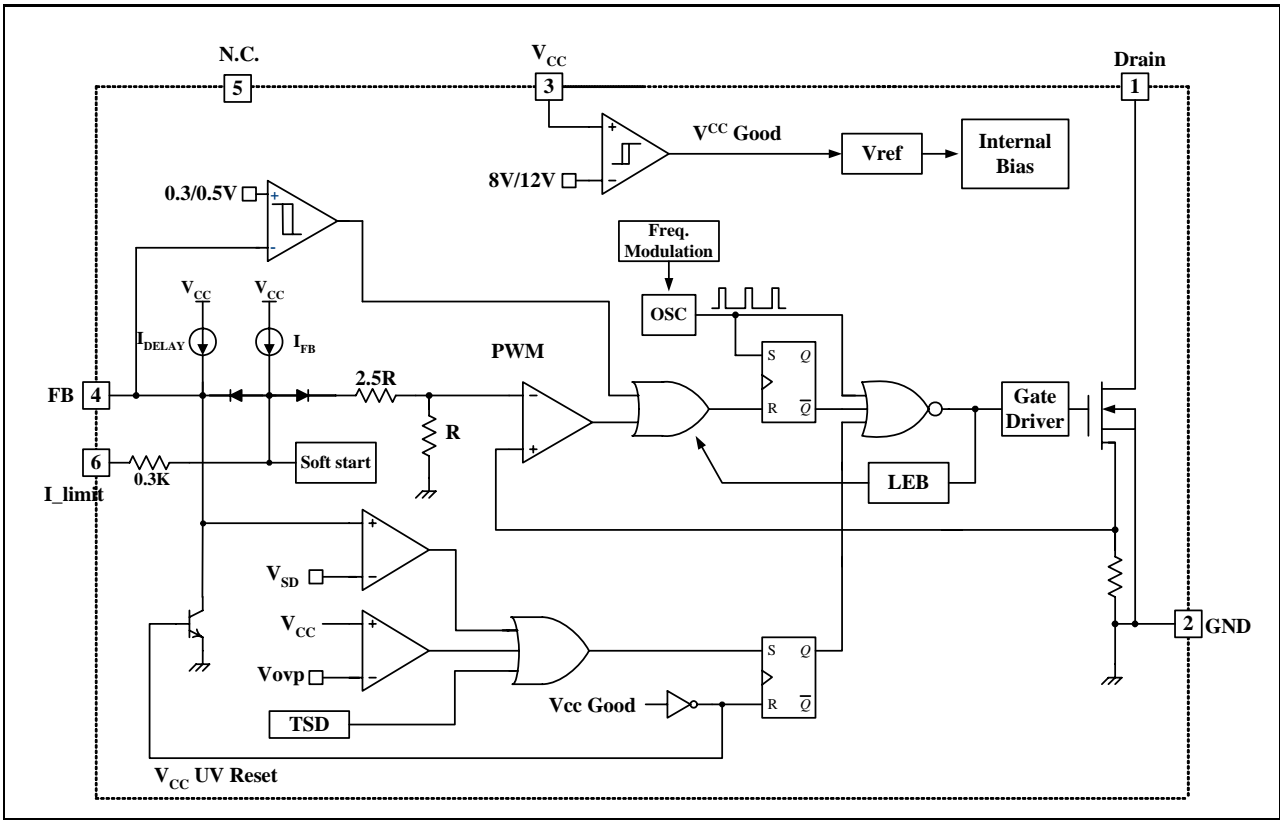 N.C.
5
VCC
3
Drain
1
+
−
8V/12V
VCC Good
Vref
Internal
Bias
0.3/0.5V
+
-
Freq.
Modulation
OSC
VCC
VCC
IDELAY
IFB
FB
4
2.5R
R
PWM
−
+
S
Q
R
Q
Gate
Driver
LEB
6
I_limit
0.3K
Soft start
+
−
VSD
VCC
+
Vovp
−
TSD
S
Q
R
Q
Vcc Good
2
GND
VCC UV Reset